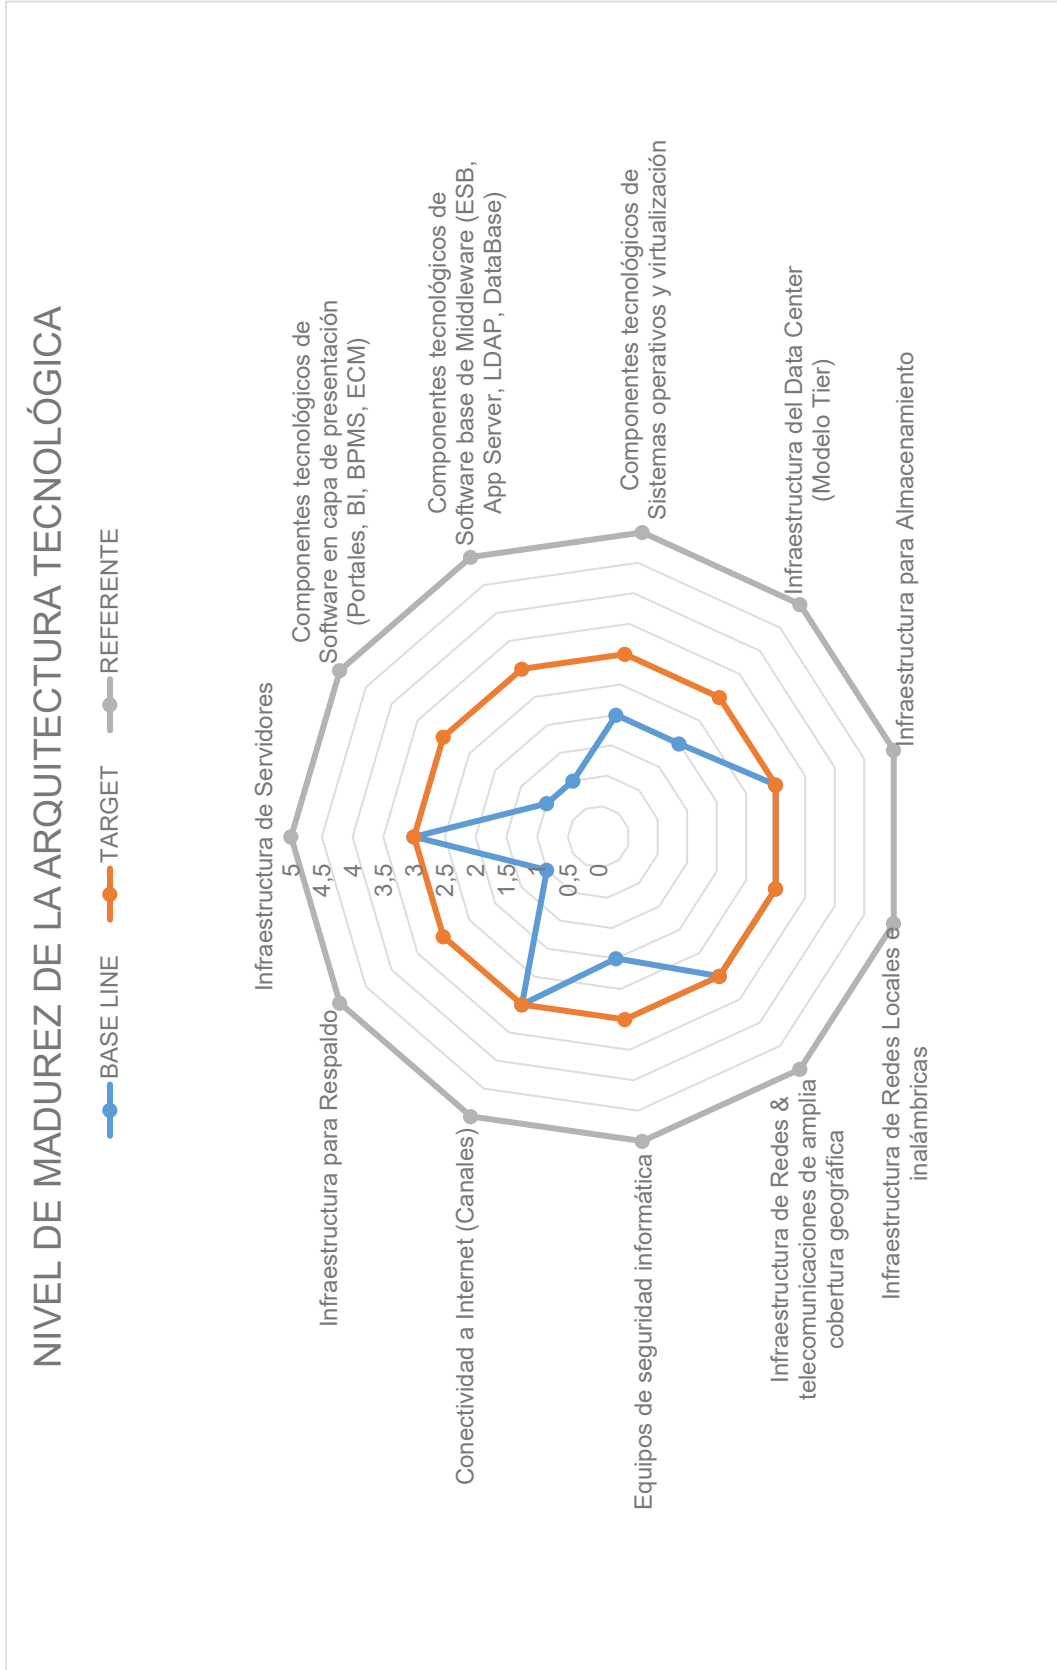 NIVEL DE MADUREZ DE LA ARQUITECTURA TECNOLÓGICA
BASE LINE
TARGET
REFERENTE
Infraestructura de Servidores
Componentes tecnológicos de
Software en capa de presentación
(Portales, BI, BPMS, ECM)
Componentes tecnológicos de
Software base de Middleware (ESB,
App Server, LDAP, DataBase)
Componentes tecnológicos de
Sistemas operativos y virtualización
Infraestructura del Data Center
(Modelo Tier)
Infraestructura para Almacenamiento
Infraestructura de Redes Locales e
inalámbricas
Infraestructura de Redes &
telecomunicaciones de amplia
cobertura geográfica
Equipos de seguridad informática
Conectividad a Internet (Canales)
Infraestructura para Respaldo
5
4,5
4
3,5
3
2,5
2
1,5
1
0,5
0